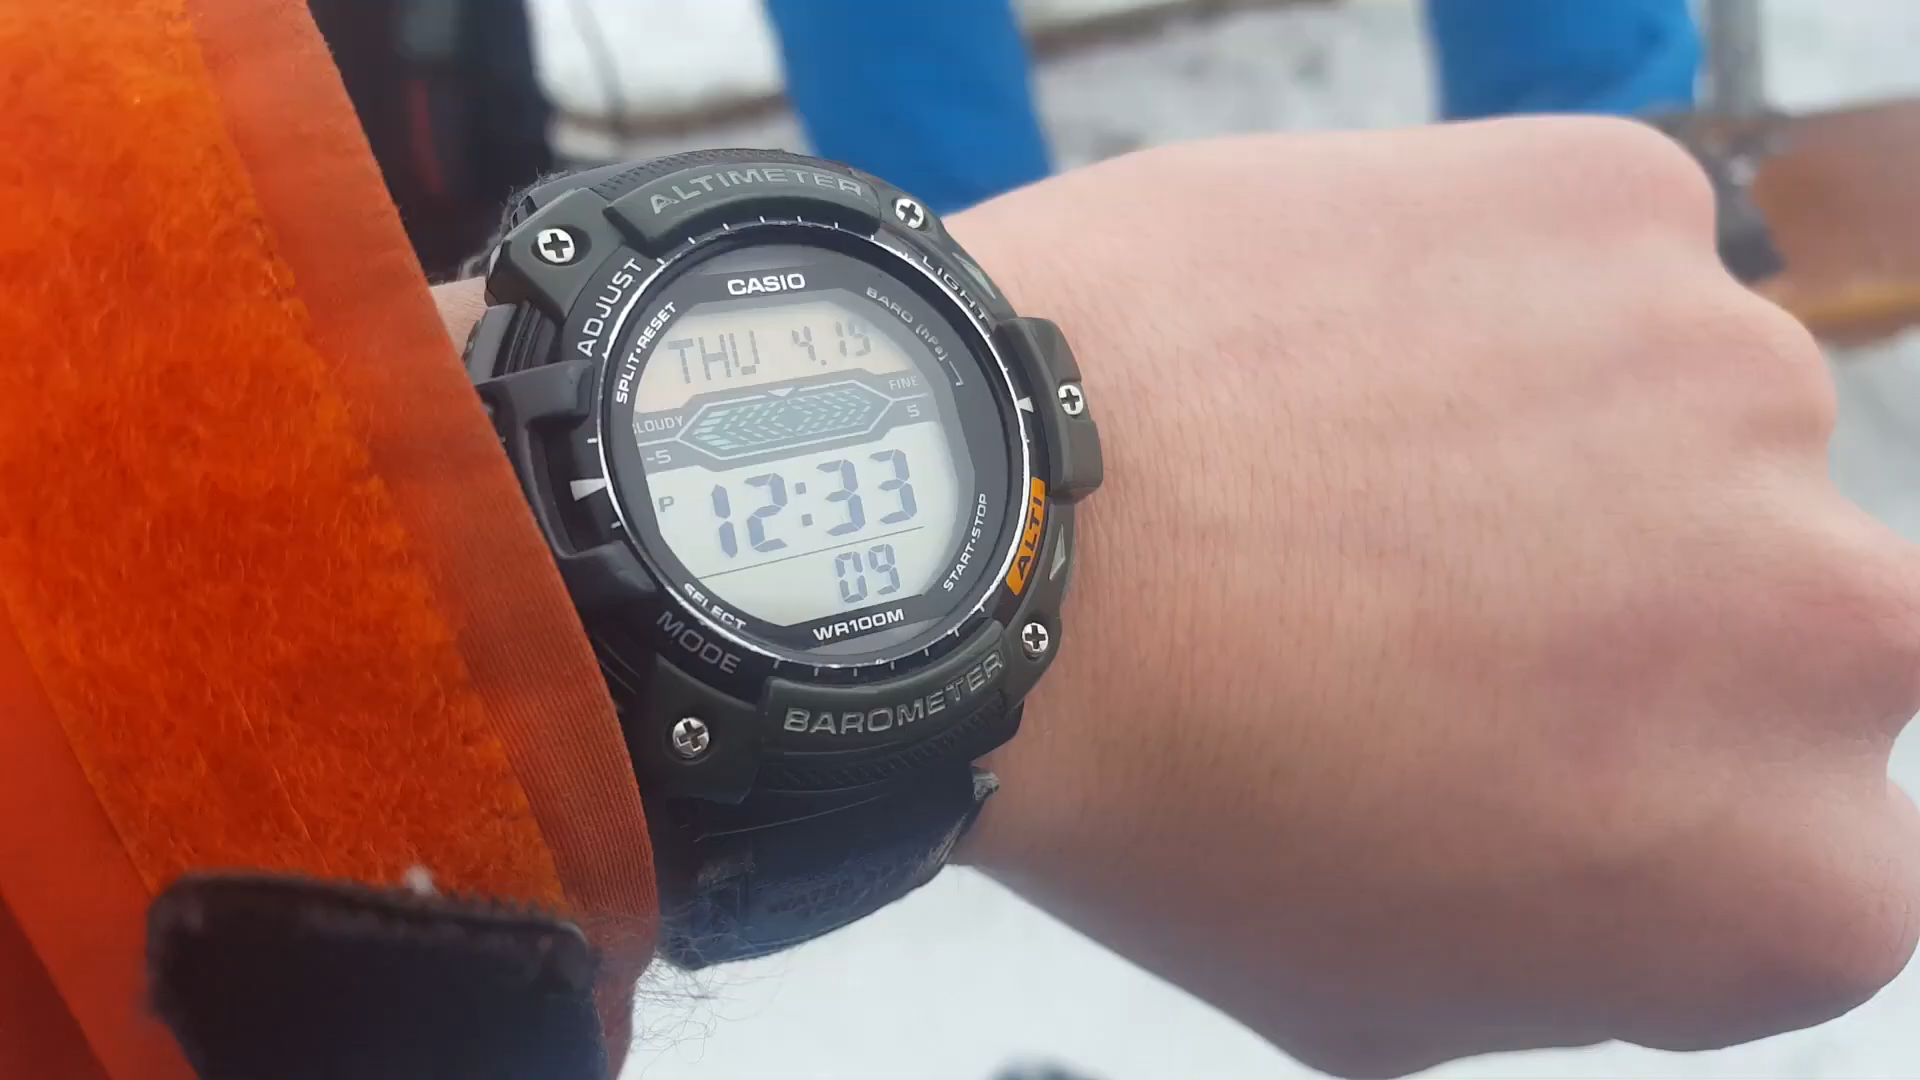 ALTIMETER
ADJUST
LIGHT
SPLIT•RESET
CASIO
BARO (hPa)
THU 4.15
CLOUDY
FINE
-5
5
P 12:33
09
START•STOP
ALTI
SELECT
WR100M
MODE
BAROMETER